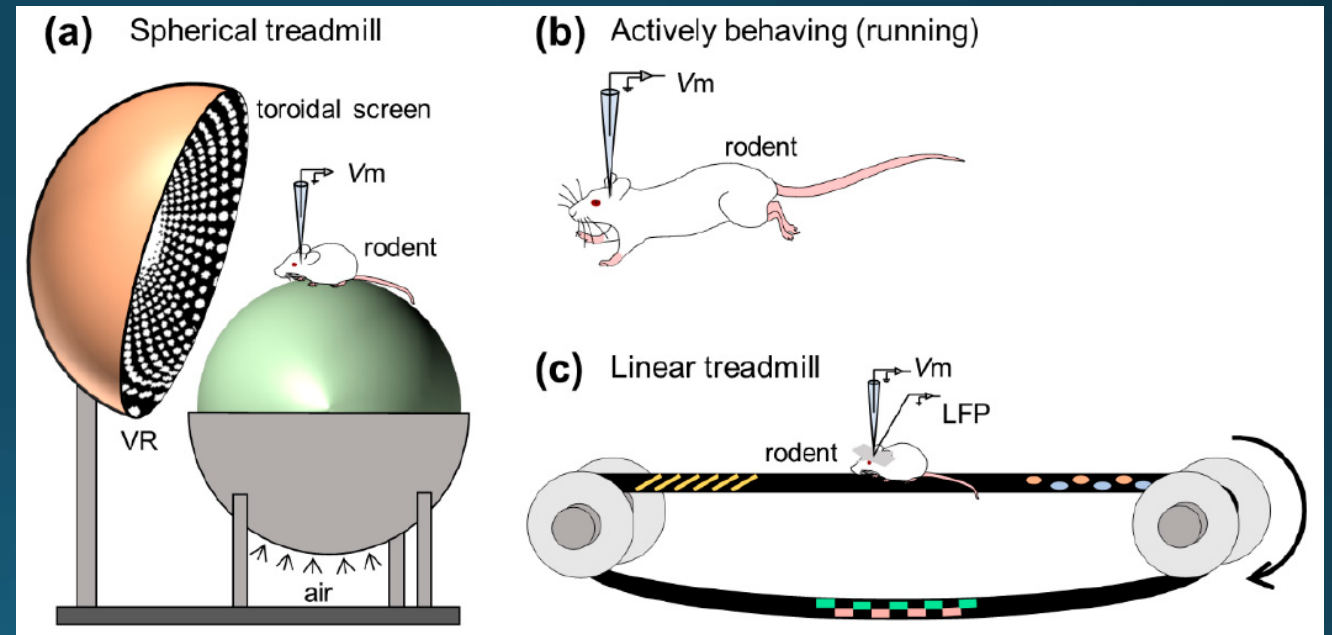 (a) Spherical treadmill
toroidal screen
Vm
rodent
VR
air
(b) Actively behaving (running)
Vm
rodent
(c) Linear treadmill
Vm
LFP
rodent